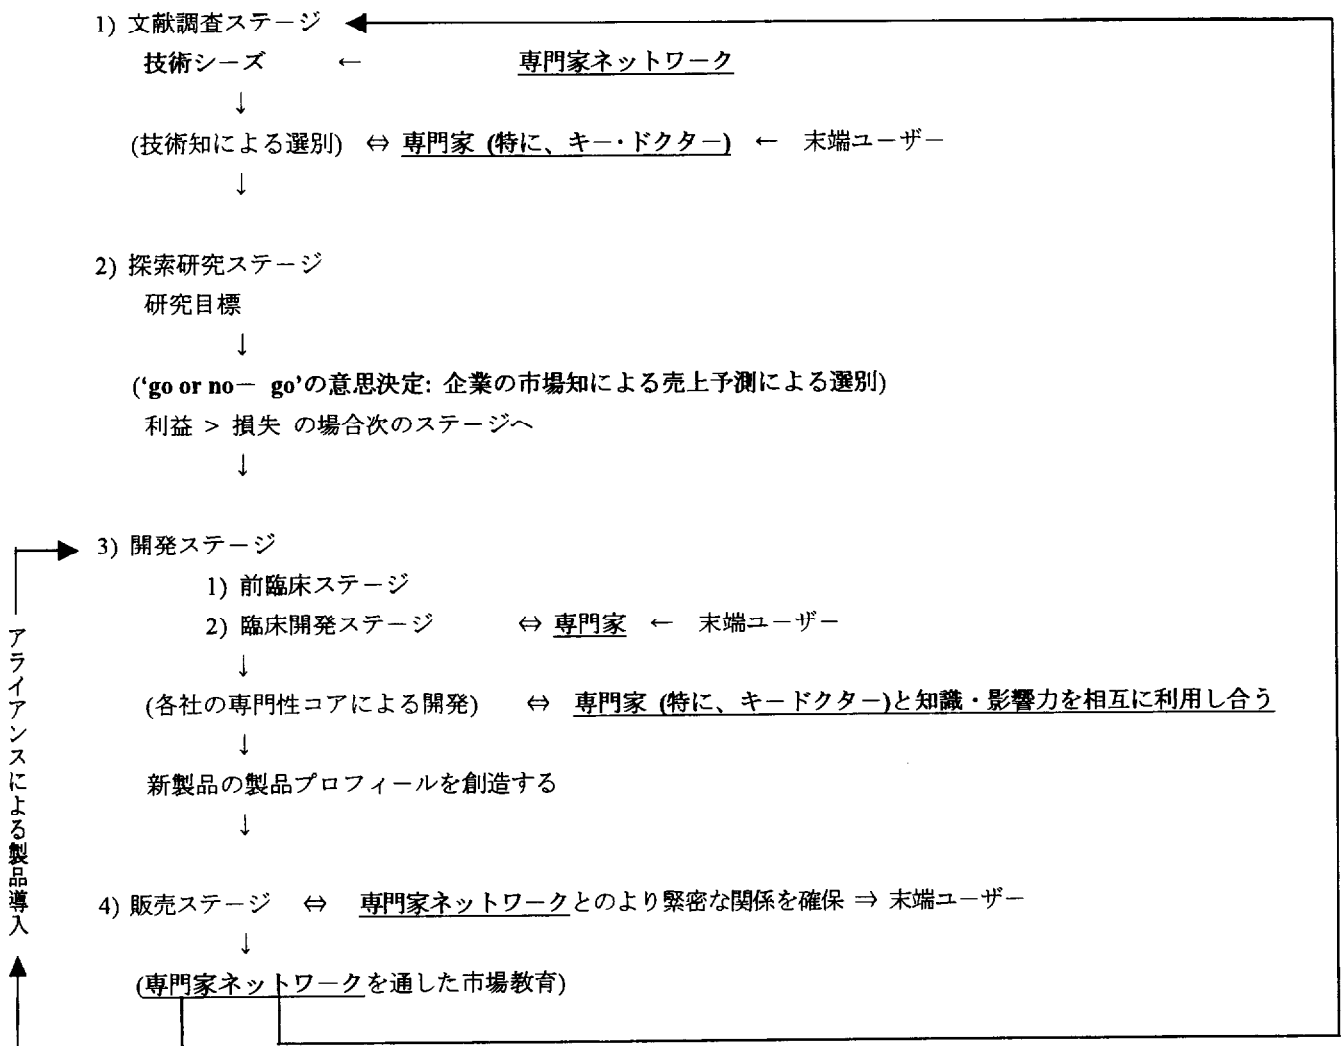 1) 文献調査ステージ
技術シーズ ← 専門家ネットワーク
↓
(技術知による選別) ⇔ 専門家 (特に、キー・ドクター) ← 末端ユーザー
↓
2) 探索研究ステージ
研究目標
↓
('go or no- go'の意思決定: 企業の市場知による売上予測による選別)
利益 > 損失 の場合次のステージへ
↓
3) 開発ステージ
1) 前臨床ステージ
2) 臨床開発ステージ ⇔ 専門家 ← 末端ユーザー
↓
(各社の専門性コアによる開発) ⇔ 専門家 (特に、キードクター)と知識・影響力を相互に利用し合う
↓
新製品の製品プロフィールを創造する
↓
4) 販売ステージ ⇔ 専門家ネットワークとのより緊密な関係を確保 ⇒ 末端ユーザー
↓
(専門家ネットワークを通した市場教育)
アライアンスによる製品導入